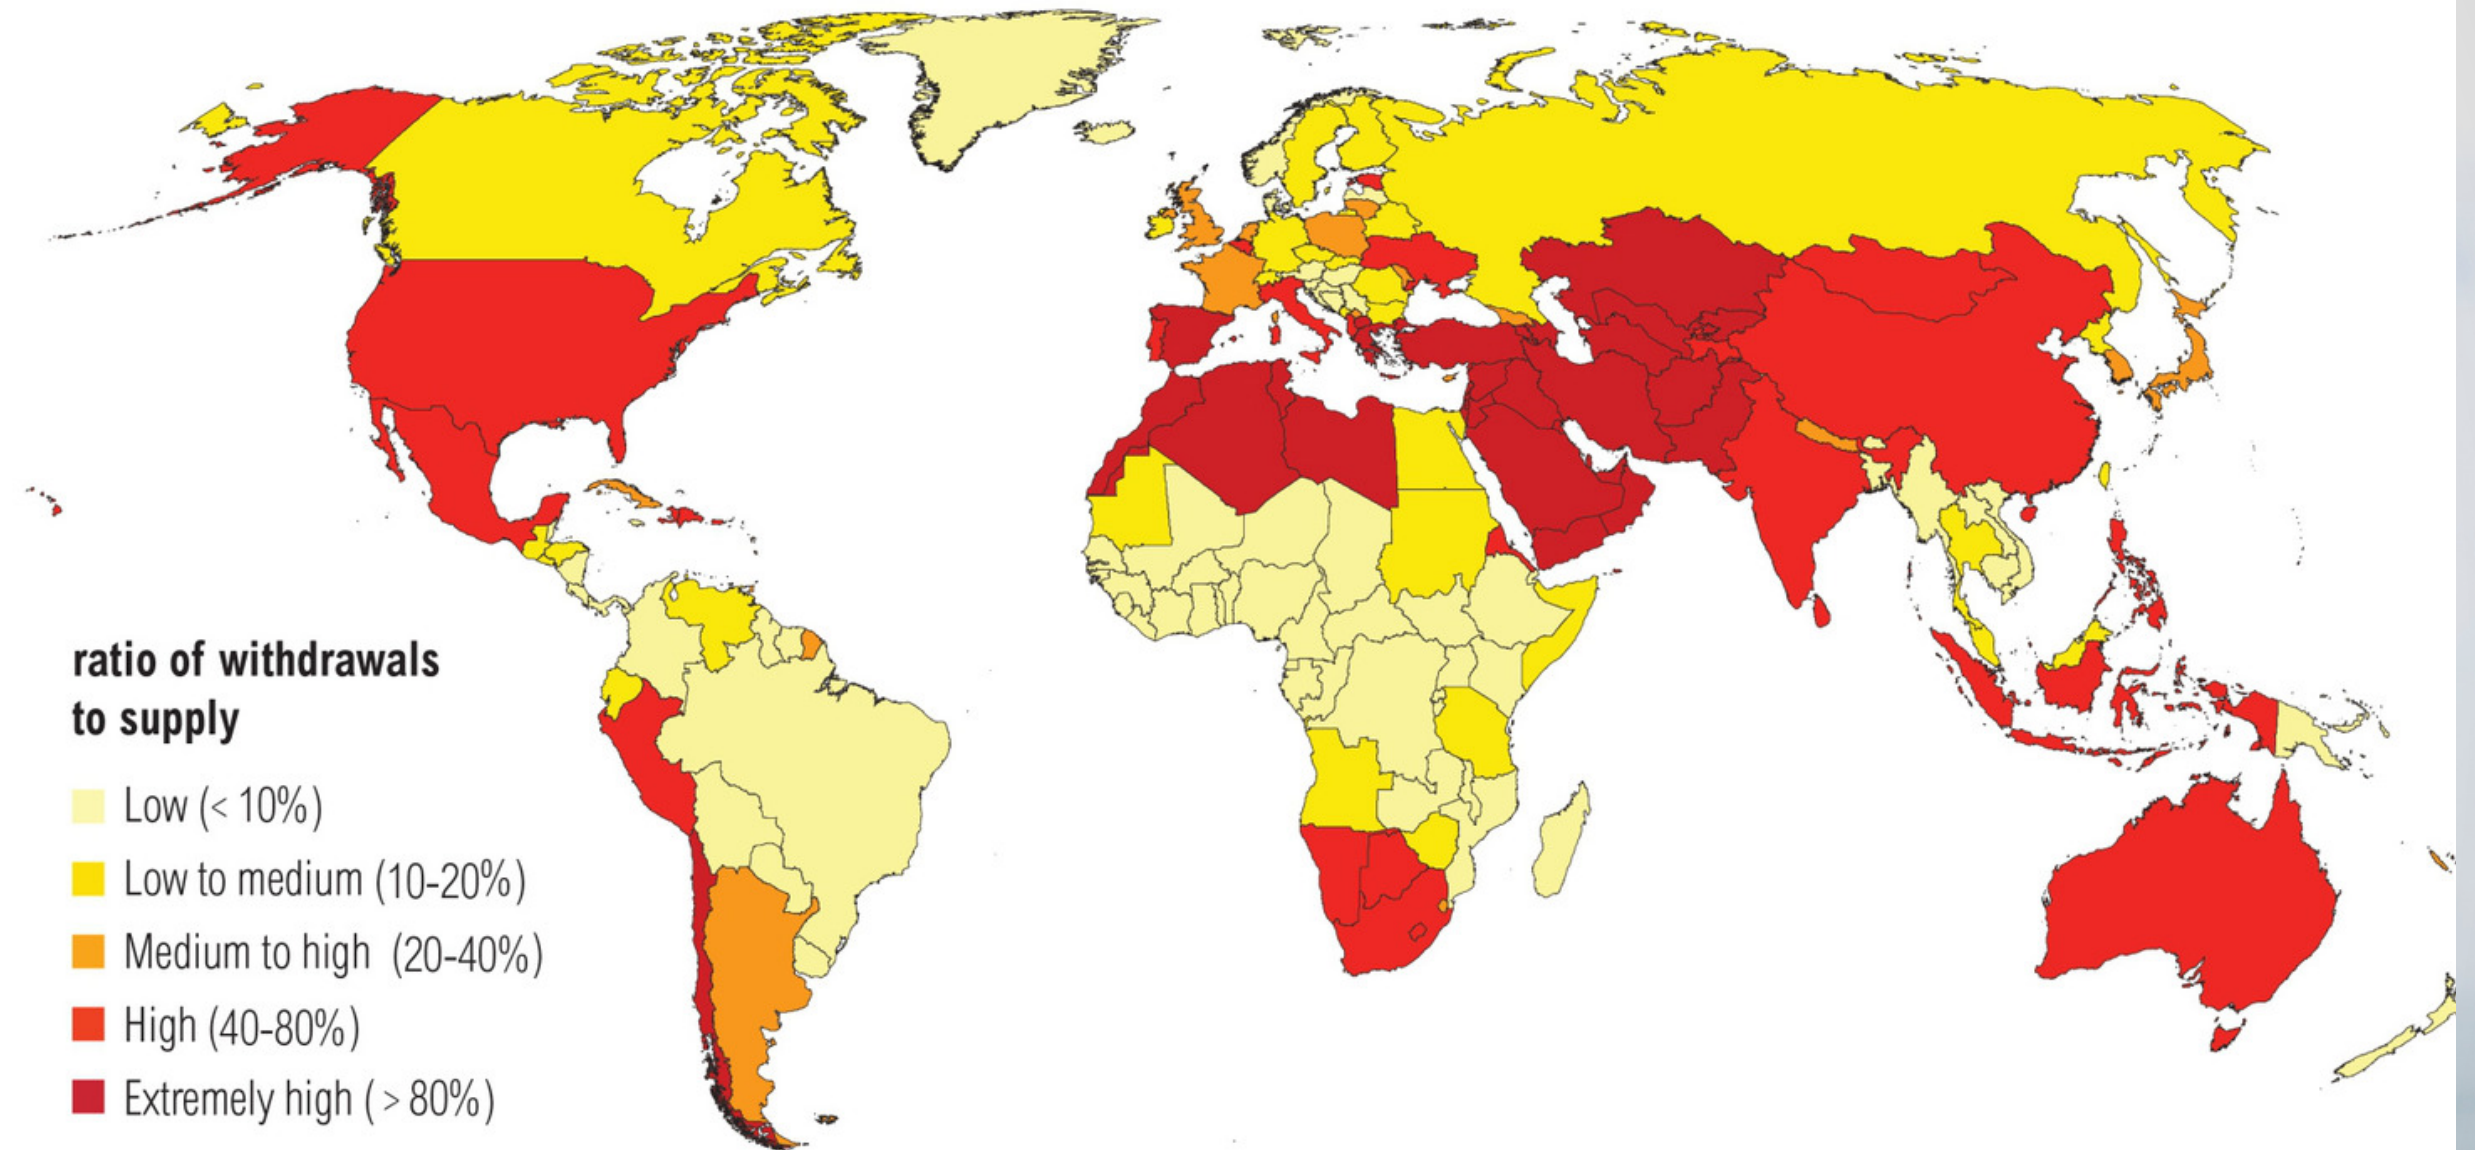 ratio of withdrawals
to supply
Low (< 10%)
Low to medium (10-20%)
Medium to high (20-40%)
High (40-80%)
Extremely high ( > 80%)